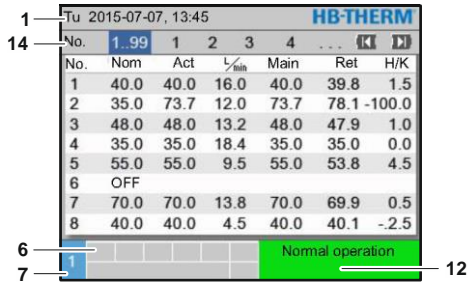 1 Tu 2015-07-07, 13:45 HB-THERM
14 No. 1..99 1 2 3 4 ...
No. Nom Act L/min Main Ret H/K
1 40.0 40.0 16.0 40.0 39.8 1.5
2 35.0 73.7 12.0 73.7 78.1 -100.0
3 48.0 48.0 13.2 48.0 47.9 1.0
4 35.0 35.0 18.4 35.0 35.0 0.0
5 55.0 55.0 9.5 55.0 53.8 4.5
6 OFF
7 70.0 70.0 13.8 70.0 69.9 0.5
8 40.0 40.0 4.5 40.0 40.1 -.2.5
6 Normal operation
7 1 12